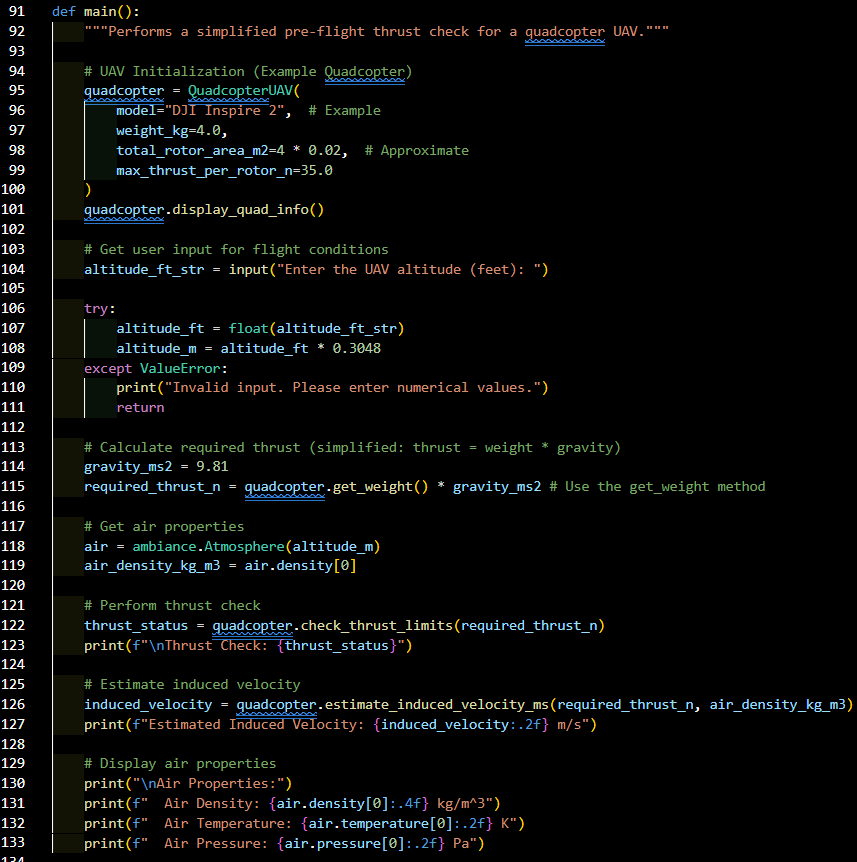 91 def main():
92     """Performs a simplified pre-flight thrust check for a quadcopter UAV."""
93
94     # UAV Initialization (Example Quadcopter)
95     quadcopter = QuadcopterUAV(
96         model="DJI Inspire 2",  # Example
97         weight_kg=4.0,
98         total_rotor_area_m2=4 * 0.02,  # Approximate
99         max_thrust_per_rotor_n=35.0
100     )
101     quadcopter.display_quad_info()
102
103     # Get user input for flight conditions
104     altitude_ft_str = input("Enter the UAV altitude (feet): ")
105
106     try:
107         altitude_ft = float(altitude_ft_str)
108         altitude_m = altitude_ft * 0.3048
109     except ValueError:
110         print("Invalid input. Please enter numerical values.")
111         return
112
113     # Calculate required thrust (simplified: thrust = weight * gravity)
114     gravity_ms2 = 9.81
115     required_thrust_n = quadcopter.get_weight() * gravity_ms2 # Use the get_weight method
116
117     # Get air properties
118     air = ambiance.Atmosphere(altitude_m)
119     air_density_kg_m3 = air.density[0]
120
121     # Perform thrust check
122     thrust_status = quadcopter.check_thrust_limits(required_thrust_n)
123     print(f"\nThrust Check: {thrust_status}")
124
125     # Estimate induced velocity
126     induced_velocity = quadcopter.estimate_induced_velocity_ms(required_thrust_n, air_density_kg_m3)
127     print(f"Estimated Induced Velocity: {induced_velocity:.2f} m/s")
128
129     # Display air properties
130     print("\nAir Properties:")
131     print(f"  Air Density: {air.density[0]:.4f} kg/m^3")
132     print(f"  Air Temperature: {air.temperature[0]:.2f} K")
133     print(f"  Air Pressure: {air.pressure[0]:.2f} Pa")
134